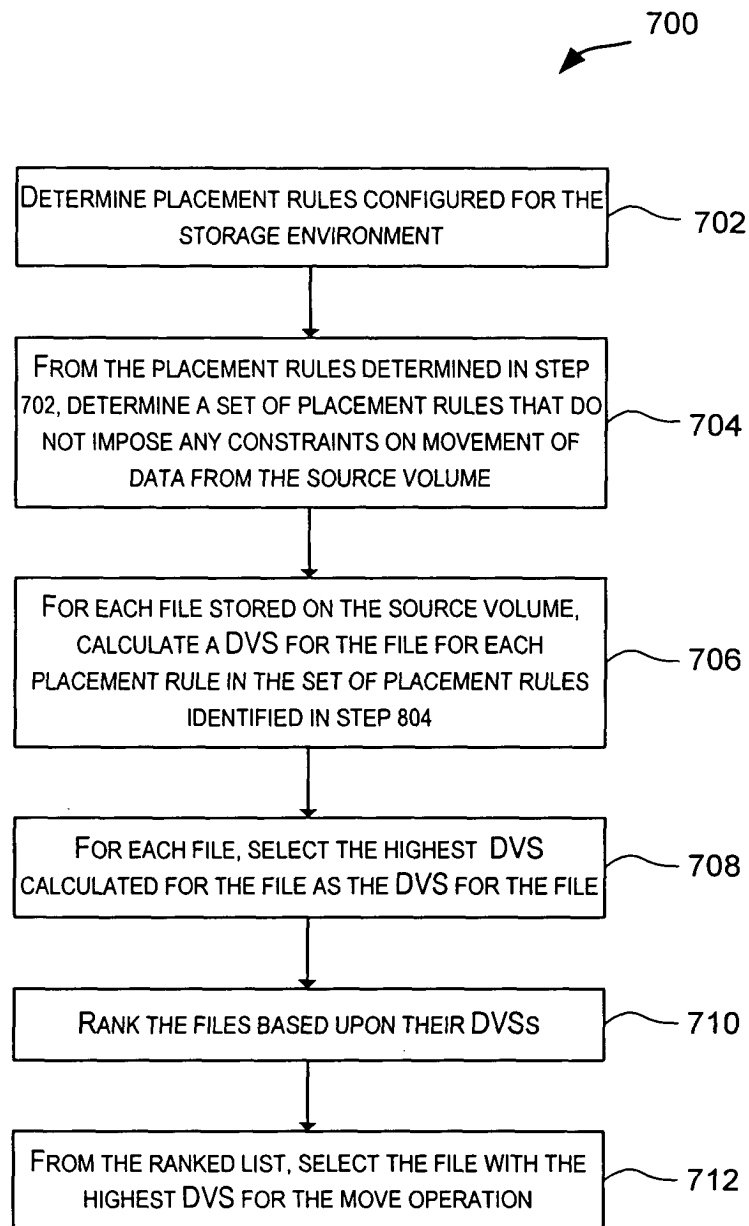 700
DETERMINE PLACEMENT RULES CONFIGURED FOR THE
STORAGE ENVIRONMENT
702
FROM THE PLACEMENT RULES DETERMINED IN STEP
702, DETERMINE A SET OF PLACEMENT RULES THAT DO
NOT IMPOSE ANY CONSTRAINTS ON MOVEMENT OF
DATA FROM THE SOURCE VOLUME
704
FOR EACH FILE STORED ON THE SOURCE VOLUME,
CALCULATE A DVS FOR THE FILE FOR EACH
PLACEMENT RULE IN THE SET OF PLACEMENT RULES
IDENTIFIED IN STEP 804
706
FOR EACH FILE, SELECT THE HIGHEST DVS
CALCULATED FOR THE FILE AS THE DVS FOR THE FILE
708
RANK THE FILES BASED UPON THEIR DVSS
710
FROM THE RANKED LIST, SELECT THE FILE WITH THE
HIGHEST DVS FOR THE MOVE OPERATION
712